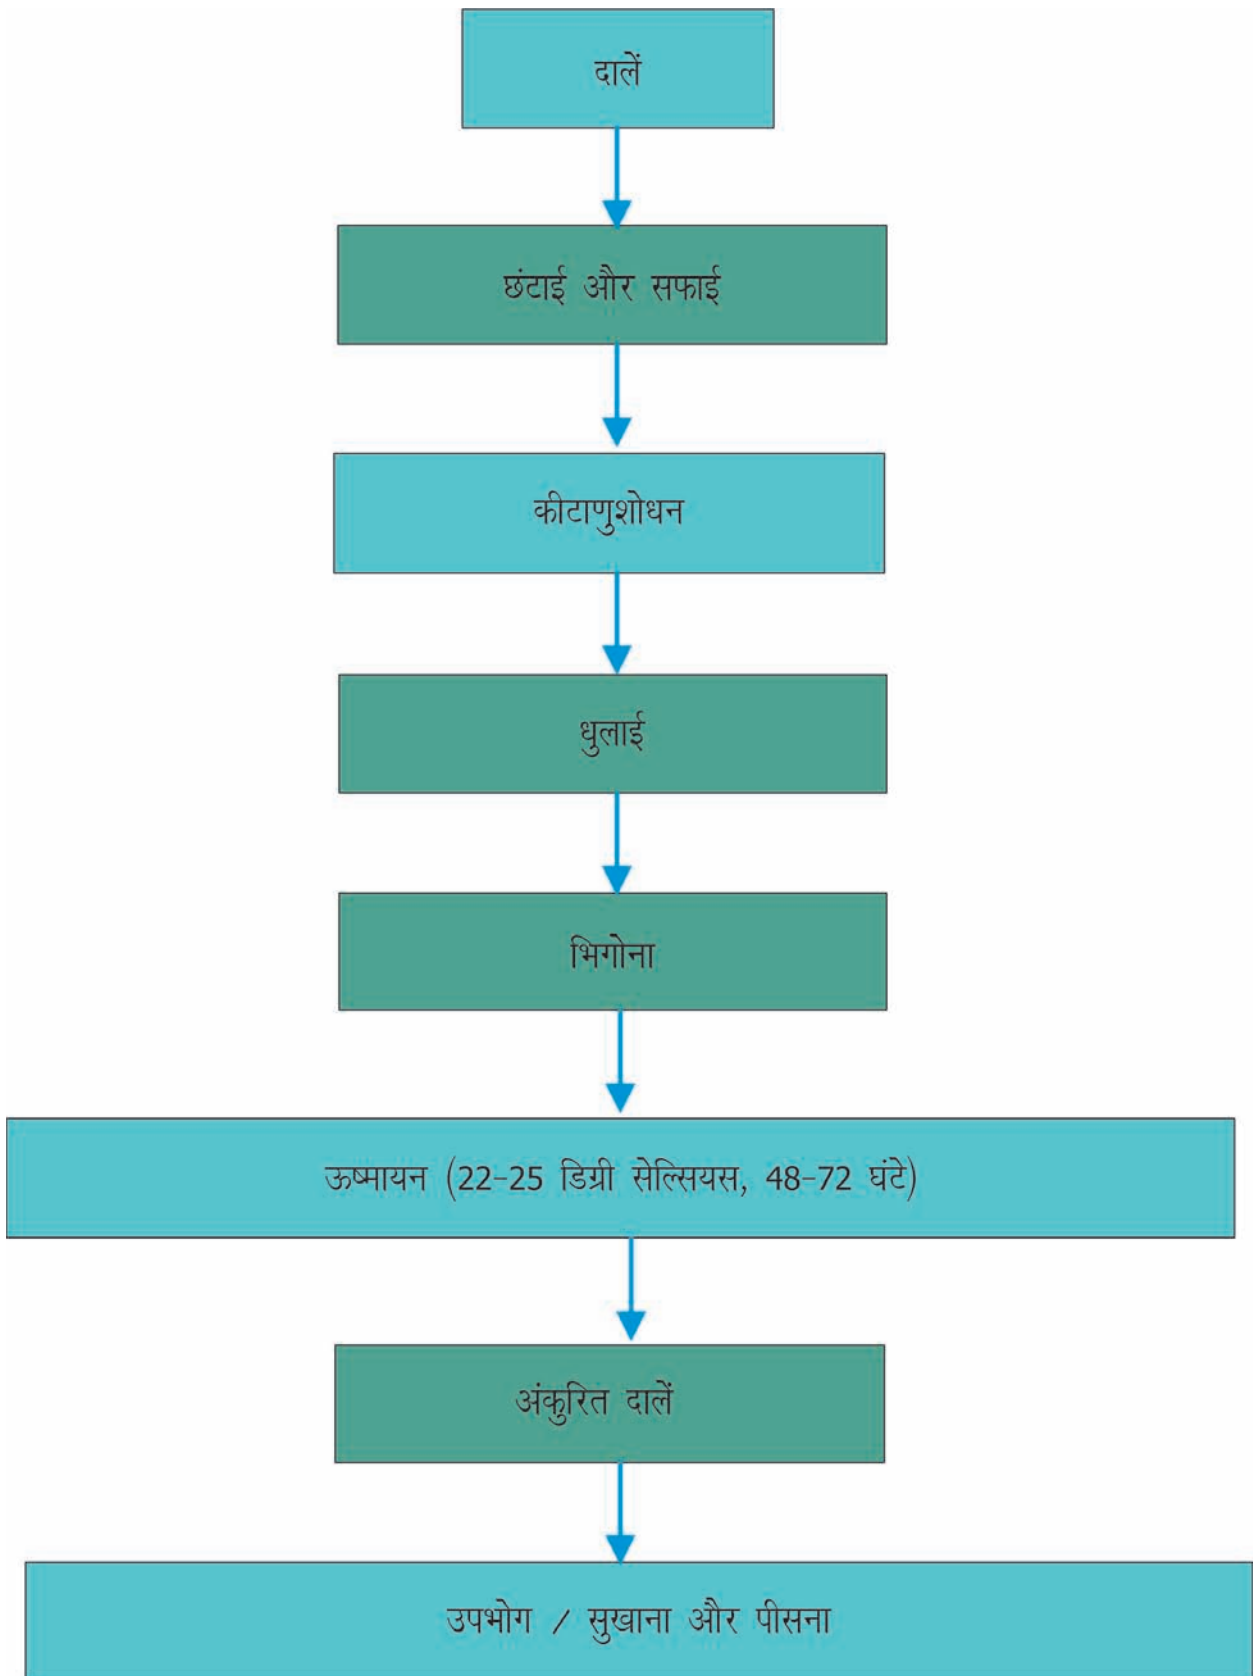 दालें
छंटाई और सफाई
कीटाणुशोधन
धुलाई
भिगोना
ऊष्मायन (22-25 डिग्री सेल्सियस, 48-72 घंटे)
अंकुरित दालें
उपभोग / सुखाना और पीसना